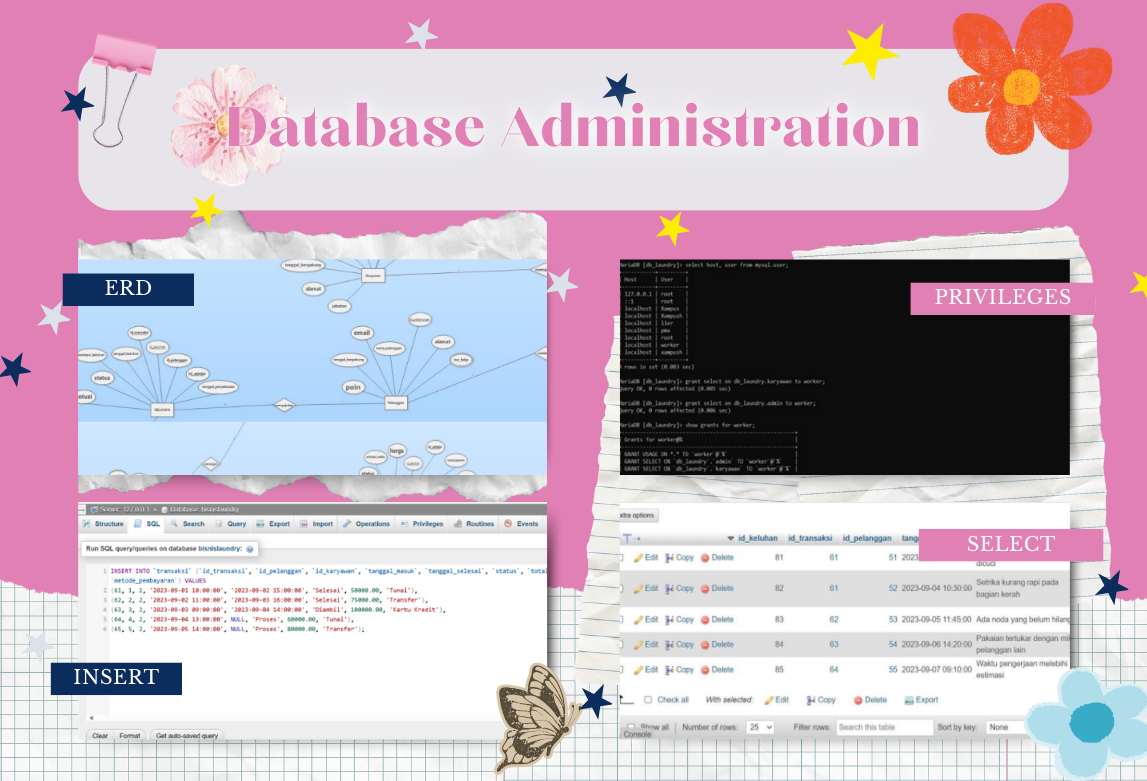 Database Administration
ERD
alamat
email
alamat
poin
status
harga
PRIVILEGES
MariaDB [db_laundry]> select host, user from mysql.user;
Host | User
127.0.0.1 | root
::1 | root
localhost | Kampus
localhost | Kampush
localhost
localhost | pma
localhost | root
localhost | worker
localhost | xampush
rows in set (0.003 sec)
MariaDB [db_laundry]> grant select on db_laundry.karyawan to worker;
Query OK, 0 rows affected (0.005 sec)
MariaDB [db_laundry]> grant select on db_laundry.admin to worker;
Query OK, 0 rows affected (0.006 sec)
MariaDB [db_laundry]> show grants for worker;
Grants for worker@%
GRANT USAGE ON *.* TO `worker`@`%`
GRANT SELECT ON `db_laundry`.`admin` TO `worker`@`%`
GRANT SELECT ON `db_laundry`.`karyawan` TO `worker`@`%`
Server: 127.0.0.1 » Database: bisnislaundry
Structure SQL Search Query Export Import Operations Privileges Routines Events
Run SQL query/queries on database bisnislaundry:
1 INSERT INTO `transaksi` (`id_transaksi`, `id_pelanggan`, `id_karyawan`, `tanggal_masuk`, `tanggal_selesai`, `status`, `total
`metode_pembayaran`) VALUES
2 (61, 1, 2, '2023-09-01 10:00:00', '2023-09-02 15:00:00', 'Selesai', 50000.00, 'Tunai'),
3 (62, 2, 2, '2023-09-02 11:00:00', '2023-09-03 16:00:00', 'Selesai', 75000.00, 'Transfer'),
4 (63, 3, 2, '2023-09-03 09:00:00', '2023-09-04 14:00:00', 'Diambil', 100000.00, 'Kartu Kredit'),
5 (64, 4, 2, '2023-09-04 13:00:00', NULL, 'Proses', 60000.00, 'Tunai'),
6 (65, 5, 2, '2023-09-05 14:00:00', NULL, 'Proses', 80000.00, 'Transfer');
INSERT
Clear Format Get auto-saved query
xtra options
id_keluhan id_transaksi id_pelanggan tangg
SELECT
Edit Copy Delete 81 61 51 2023
cloud
Edit Copy Delete 82 61 52 2023-09-04 10:30:00 Setrika kurang rapi pada
bagian kerah
Edit Copy Delete 83 62 53 2023-09-05 11:45:00 Ada noda yang belum hilang
Edit Copy Delete 84 63 54 2023-09-06 14:20:00 Pakaian tertukar dengan mi
pelanggan lain
Edit Copy Delete 85 64 55 2023-09-07 09:10:00 Waktu pengerjaan melebihi
estimasi
Check all With selected: Edit Copy Delete Export
Show all Number of rows: 25 Filter rows: Search this table Sort by key: None
Console